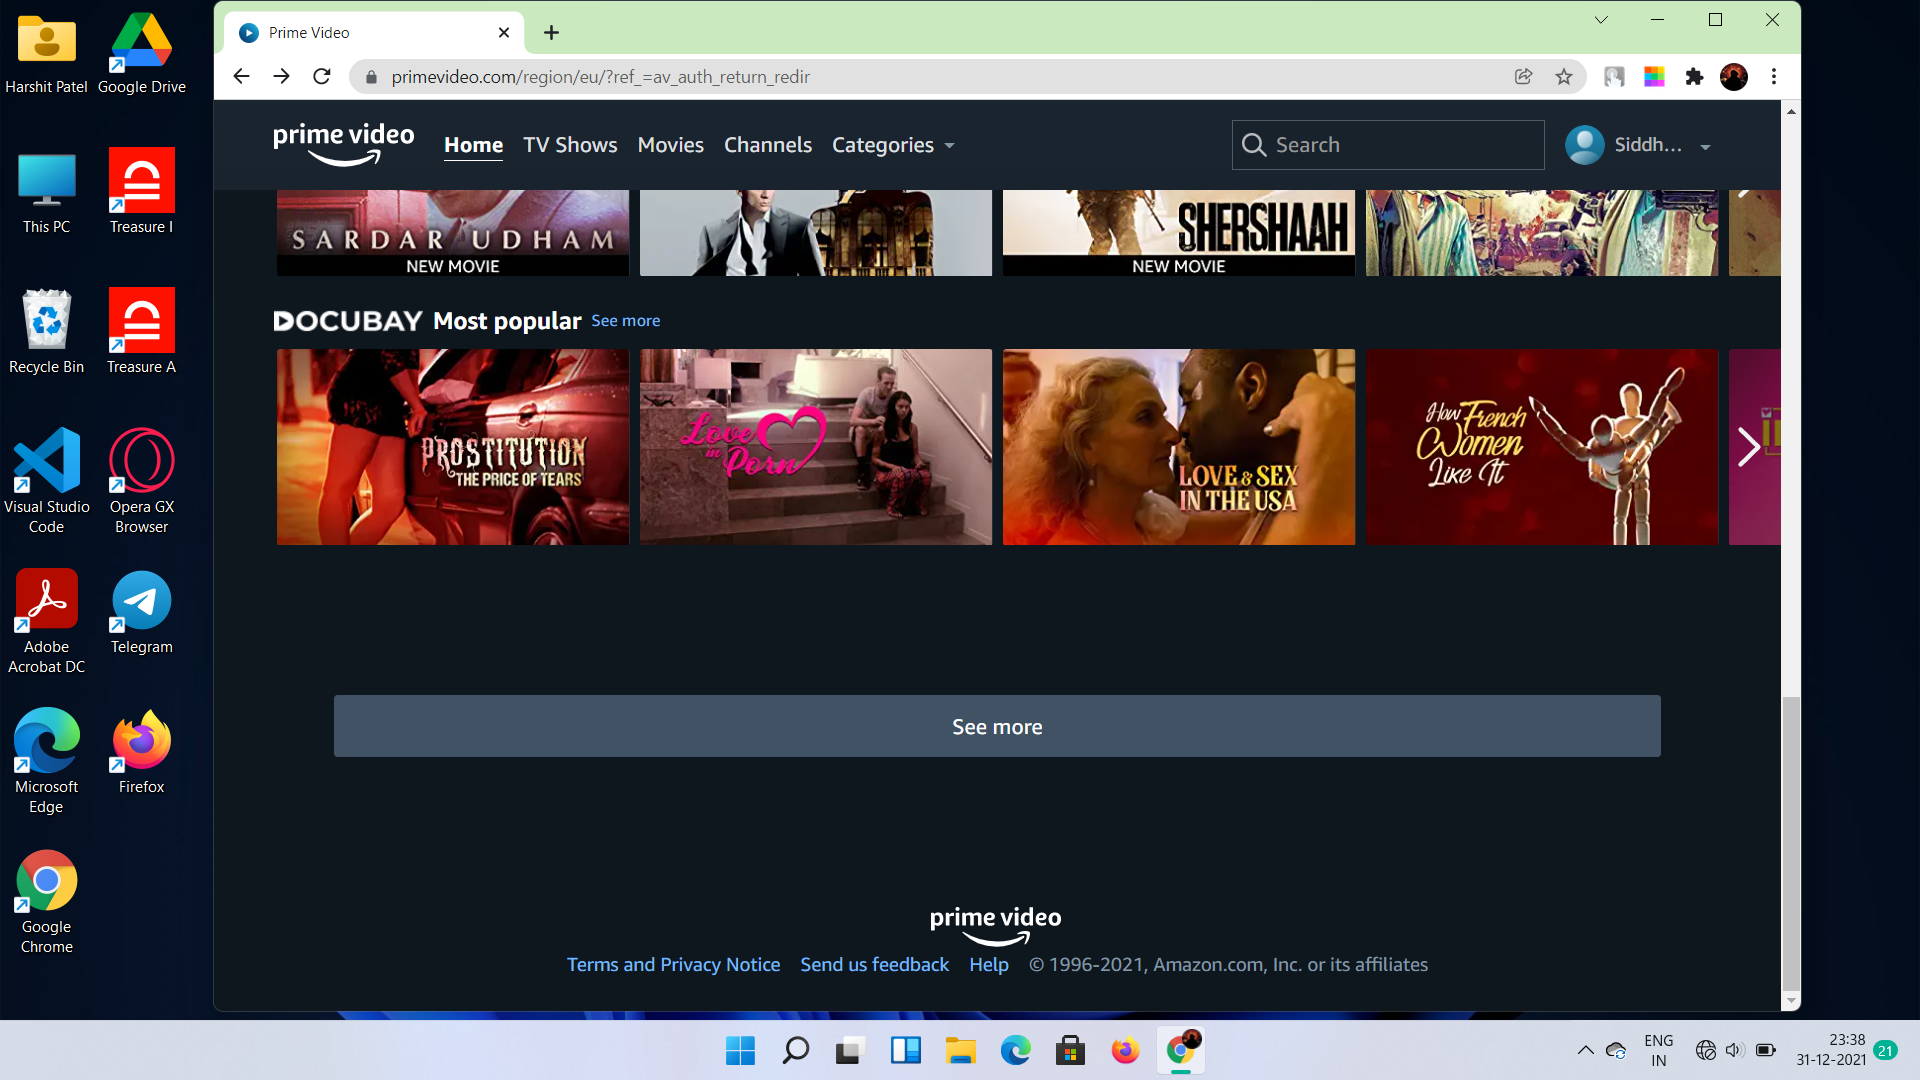 Harshit Patel
Google Drive
This PC
Treasure I
Recycle Bin
Treasure A
Visual Studio
Code
Opera GX
Browser
Adobe
Acrobat DC
Telegram
Microsoft
Edge
Firefox
Google
Chrome
Prime Video
primevideo.com/region/eu/?ref_=av_auth_return_redir
prime video
Home
TV Shows
Movies
Channels
Categories
Search
Siddh...
SARDAR UDHAM
NEW MOVIE
SHERSHAAH
NEW MOVIE
DOCUBAY Most popular See more
PROSTITUTION
THE PRICE OF TEARS
Love
in
Porn
LOVE & SEX
IN THE USA
How French
Women
Like It
See more
prime video
Terms and Privacy Notice
Send us feedback
Help
© 1996-2021, Amazon.com, Inc. or its affiliates
ENG
IN
23:38
31-12-2021
21